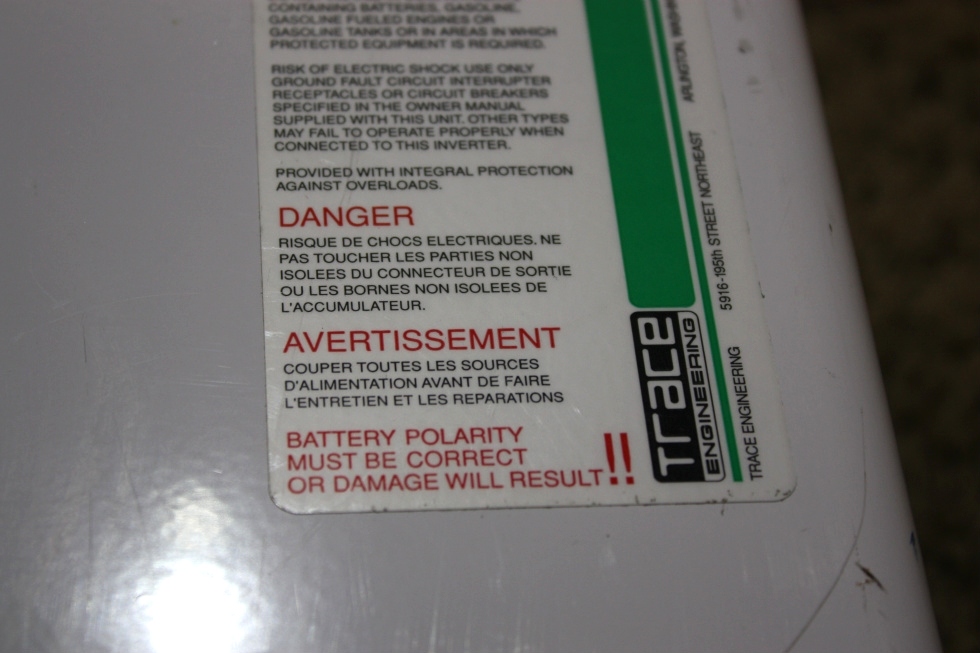 CONTAINING BATTERIES, GASOLINE,
GASOLINE FUELED ENGINES OR
GASOLINE TANKS OR IN AREAS IN WHICH
PROTECTED EQUIPMENT IS REQUIRED.
RISK OF ELECTRIC SHOCK USE ONLY
GROUND FAULT CIRCUIT INTERRUPTER
RECEPTACLES OR CIRCUIT BREAKERS
SPECIFIED IN THE OWNER MANUAL
SUPPLIED WITH THIS UNIT. OTHER TYPES
MAY FAIL TO OPERATE PROPERLY WHEN
CONNECTED TO THIS INVERTER.
PROVIDED WITH INTEGRAL PROTECTION
AGAINST OVERLOADS.
DANGER
RISQUE DE CHOCS ELECTRIQUES. NE
PAS TOUCHER LES PARTIES NON
ISOLEES DU CONNECTEUR DE SORTIE
OU LES BORNES NON ISOLEES DE
L'ACCUMULATEUR.
AVERTISSEMENT
COUPER TOUTES LES SOURCES
D'ALIMENTATION AVANT DE FAIRE
L'ENTRETIEN ET LES REPARATIONS
BATTERY POLARITY
MUST BE CORRECT
OR DAMAGE WILL RESULT!!
Trace
ENGINEERING
TRACE ENGINEERING 5916-195th STREET NORTHEAST ARLINGTON,